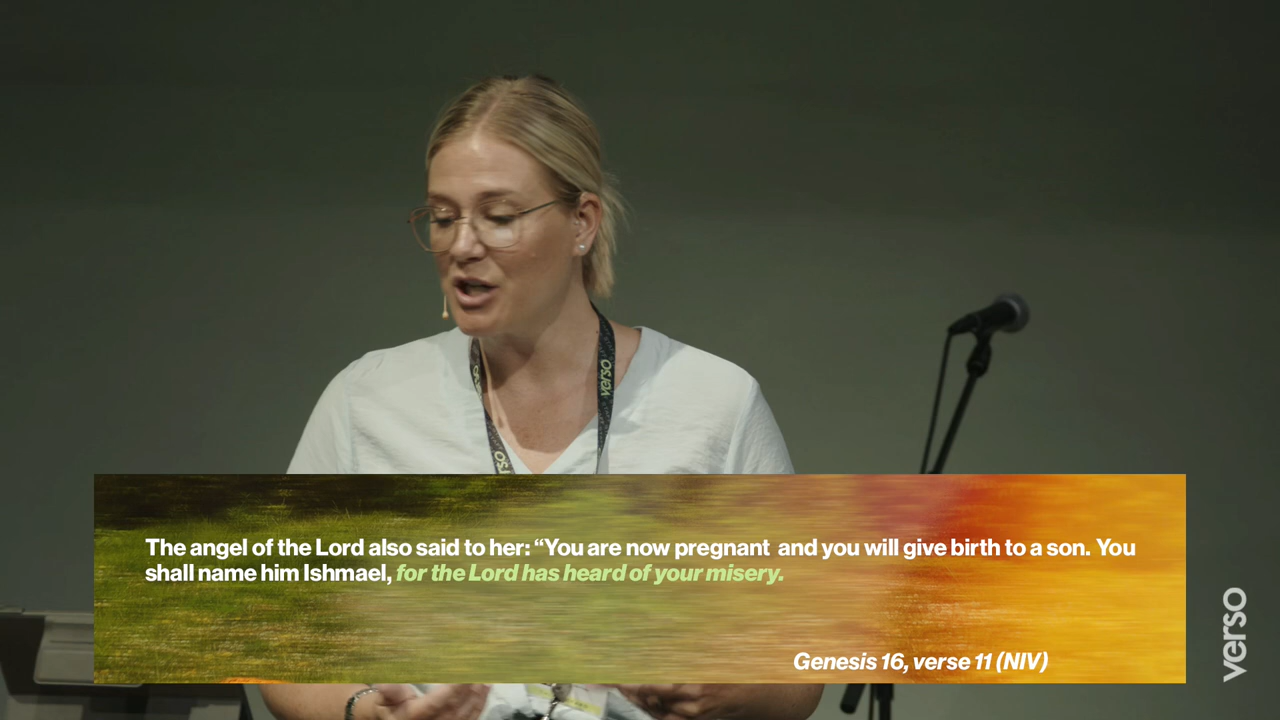 verso
The angel of the Lord also said to her: “You are now pregnant and you will give birth to a son. You
shall name him Ishmael, for the Lord has heard of your misery.
Genesis 16, verse 11 (NIV)
verso